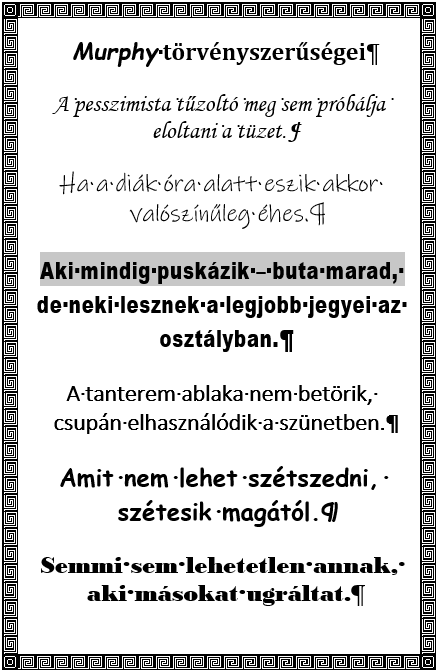 Murphy törvényszerűségei¶
A pesszimista tűzoltó meg sem próbálja
eloltani a tüzet.¶
Ha a diák óra alatt eszik akkor
valószínűleg éhes.¶
Aki mindig puskázik – buta marad,
de neki lesznek a legjobb jegyei az
osztályban.¶
A tanterem ablaka nem betörik,
csupán elhasználódik a szünetben.¶
Amit nem lehet szétszedni,
szétesik magától.¶
Semmi sem lehetetlen annak,
aki másokat ugráltat.¶